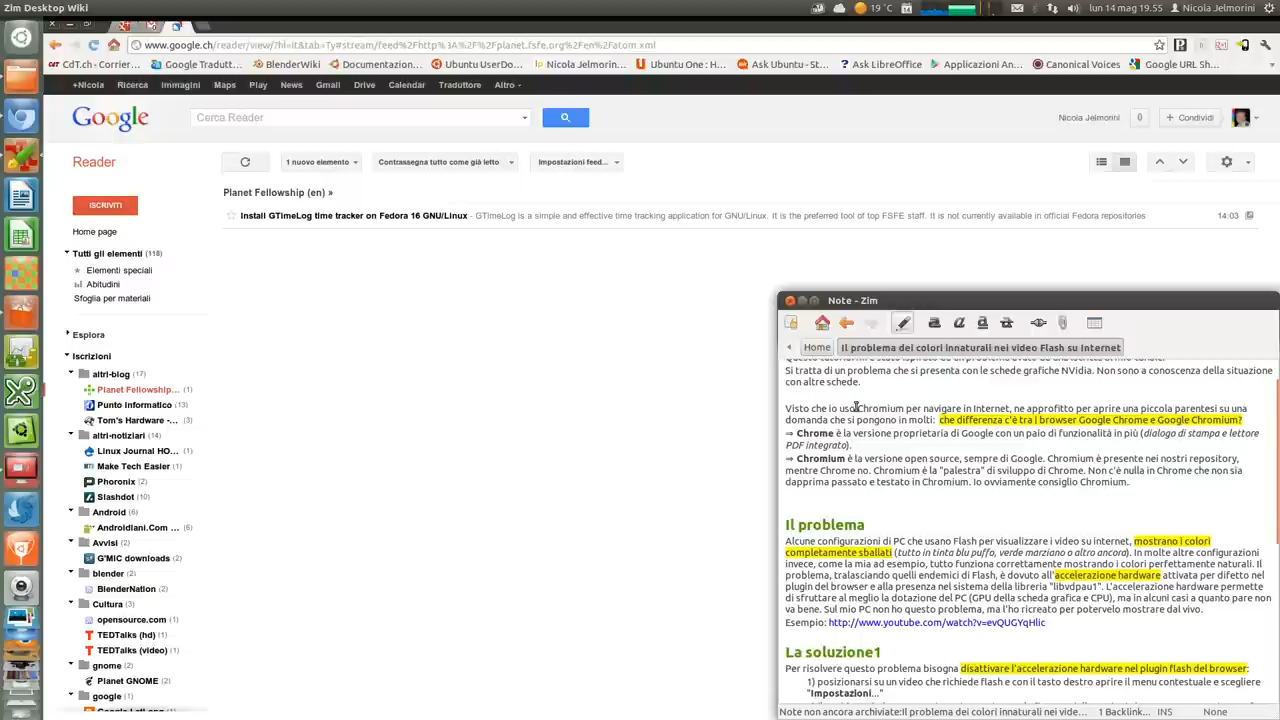 Zim Desktop Wiki
19 °C
lun 14 mag 19.55
Nicola Jelmorini
www.google.ch/reader/view/?hl=it&tab=Ty#stream/feed%2Fhttp%3A%2F%2Fplanet.fsfe.org%2Fen%2Fatom.xml
CdT.ch - Corrier...
Google Tradutt...
BlenderWiki
Documentazion...
Ubuntu UserDo...
Nicola Jelmorin...
Ubuntu One : H...
Ask Ubuntu - St...
Ask LibreOffice
Applicazioni An...
Canonical Voices
Google URL Sh...
+Nicola Ricerca Immagini Maps Play News Gmail Drive Calendar Traduttore Altro
Google
Cerca Reader
Nicola Jelmorini
0
+ Condividi
Reader
1 nuovo elemento
Contrassegna tutto come già letto
Impostazioni feed...
ISCRIVITI
Planet Fellowship (en) »
Install GTimeLog time tracker on Fedora 16 GNU/Linux - GTimeLog is a simple and effective time tracking application for GNU/Linux. It is the preferred tool of top FSFE staff. It is not currently available in official Fedora repositories
14:03
Home page
Tutti gli elementi (118)
Elementi speciali
Abitudini
Sfoglia per materiali
Esplora
Iscrizioni
altri-blog (17)
Planet Fellowship... (1)
Punto Informatico (13)
Tom's Hardware -... (3)
altri-notiziari (14)
Linux Journal HO... (1)
Make Tech Easier (1)
Phoronix (2)
Slashdot (10)
Android (6)
Androidiani.Com ... (6)
Avvisi (2)
G'MIC downloads (2)
blender (2)
BlenderNation (2)
Cultura (3)
opensource.com (1)
TEDTalks (hd) (1)
TEDTalks (video) (1)
gnome (2)
Planet GNOME (2)
google (1)
Note - Zim
Home
Il problema dei colori innaturali nei video Flash su Internet
Si tratta di un problema che si presenta con le schede grafiche NVidia. Non sono a conoscenza della situazione
con altre schede.
Visto che io uso Chromium per navigare in Internet, ne approfitto per aprire una piccola parentesi su una
domanda che si pongono in molti: che differenza c'è tra i browser Google Chrome e Google Chromium?
⇒ Chrome è la versione proprietaria di Google con un paio di funzionalità in più (dialogo di stampa e lettore
PDF integrato).
⇒ Chromium è la versione open source, sempre di Google. Chromium è presente nei nostri repository,
mentre Chrome no. Chromium è la "palestra" di sviluppo di Chrome. Non c'è nulla in Chrome che non sia
dapprima passato e testato in Chromium. Io ovviamente consiglio Chromium.
Il problema
Alcune configurazioni di PC che usano Flash per visualizzare i video su internet, mostrano i colori
completamente sballati (tutto in tinta blu puffo, verde marziano o altro ancora). In molte altre configurazioni
invece, come la mia ad esempio, tutto funziona correttamente mostrando i colori perfettamente naturali. Il
problema, tralasciando quelli endemici di Flash, è dovuto all'accelerazione hardware attivata per difetto nel
plugin del browser e alla presenza nel sistema della libreria "libvdpau1". L'accelerazione hardware permette
di sfruttare al meglio la dotazione del PC (GPU della scheda grafica e CPU), ma in alcuni casi a quanto pare non
va bene. Sul mio PC non ho questo problema, ma l'ho ricreato per potervelo mostrare dal vivo.
Esempio: http://www.youtube.com/watch?v=evQUGYqHlic
La soluzione1
Per risolvere questo problema bisogna disattivare l'accelerazione hardware nel plugin flash del browser:
1) posizionarsi su un video che richiede flash e con il tasto destro aprire il menu contestuale e scegliere
"Impostazioni..."
Note non ancora archiviate:Il problema dei colori innaturali nei vide... 1 Backlink... INS None